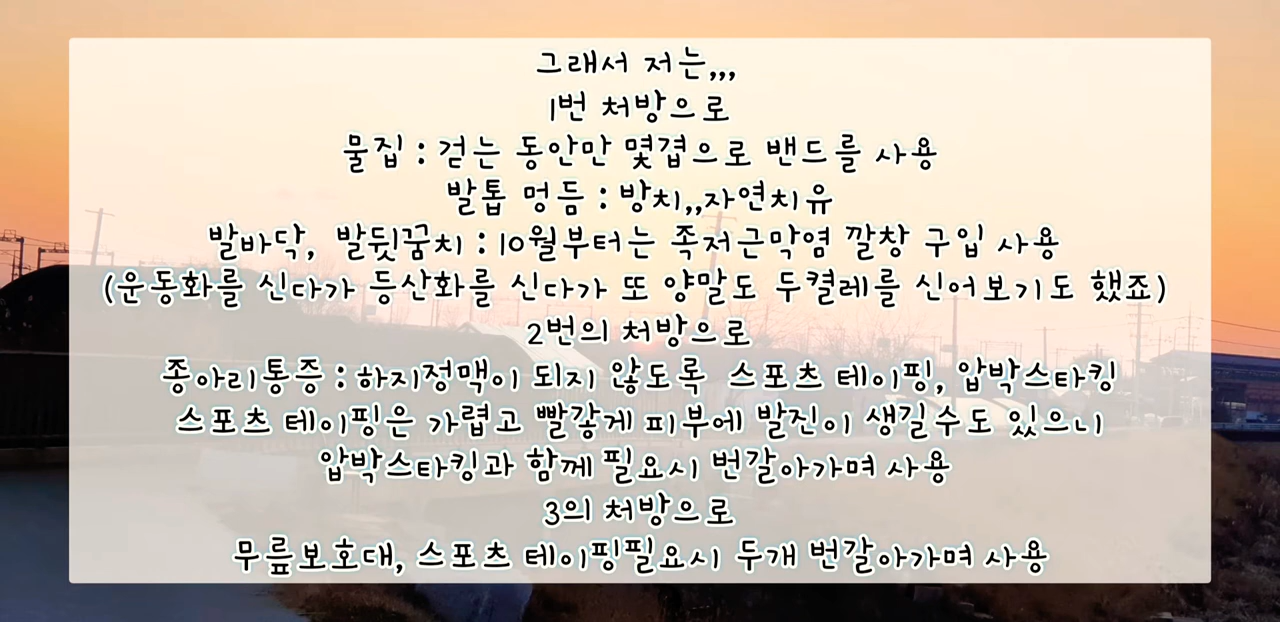 그래서 저는,,,
1번 처방으로
물집 : 걷는 동안만 몇겹으로 밴드를 사용
발톱 멍듬 : 방치,,자연치유
발바닥,  발뒷꿈치 : 10월부터는 족저근막염 깔창 구입 사용
(운동화를 신다가 등산화를 신다가 또 양말도 두켤레를 신어보기도 했죠)
2번의 처방으로
종아리통증 : 하지정맥이 되지 않도록  스포츠 테이핑, 압박스타킹
스포츠 테이핑은 가렵고 빨갛게 피부에 발진이 생길수도 있으니
압박스타킹과 함께 필요시 번갈아가며 사용
3의 처방으로
무릎보호대, 스포츠 테이핑필요시 두개 번갈아가며 사용